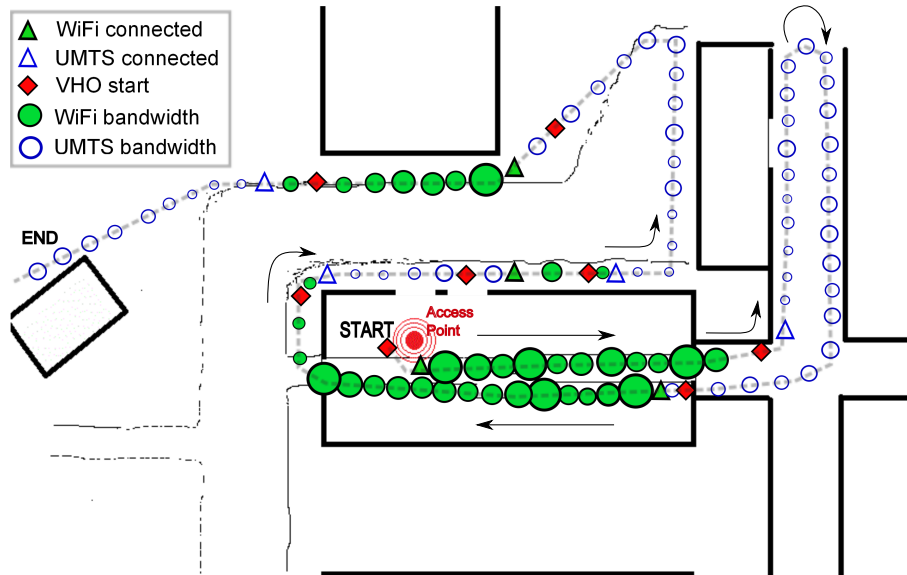 WiFi connected
UMTS connected
VHO start
WiFi bandwidth
UMTS bandwidth
END
START
Access
Point